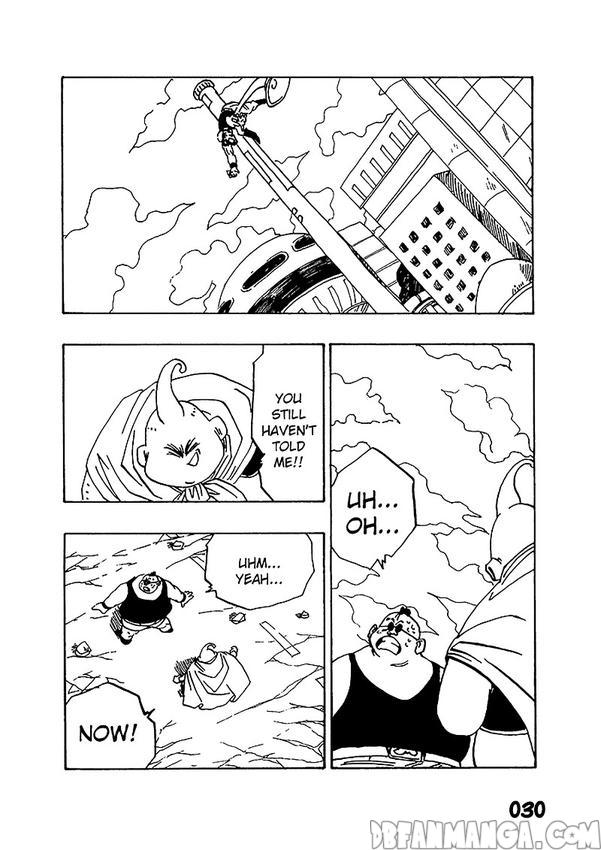 UH...
OH...
YOU
STILL
HAVEN'T
TOLD
ME!!
UHM...
YEAH...
NOW!
030
DBFANMANGA.COM